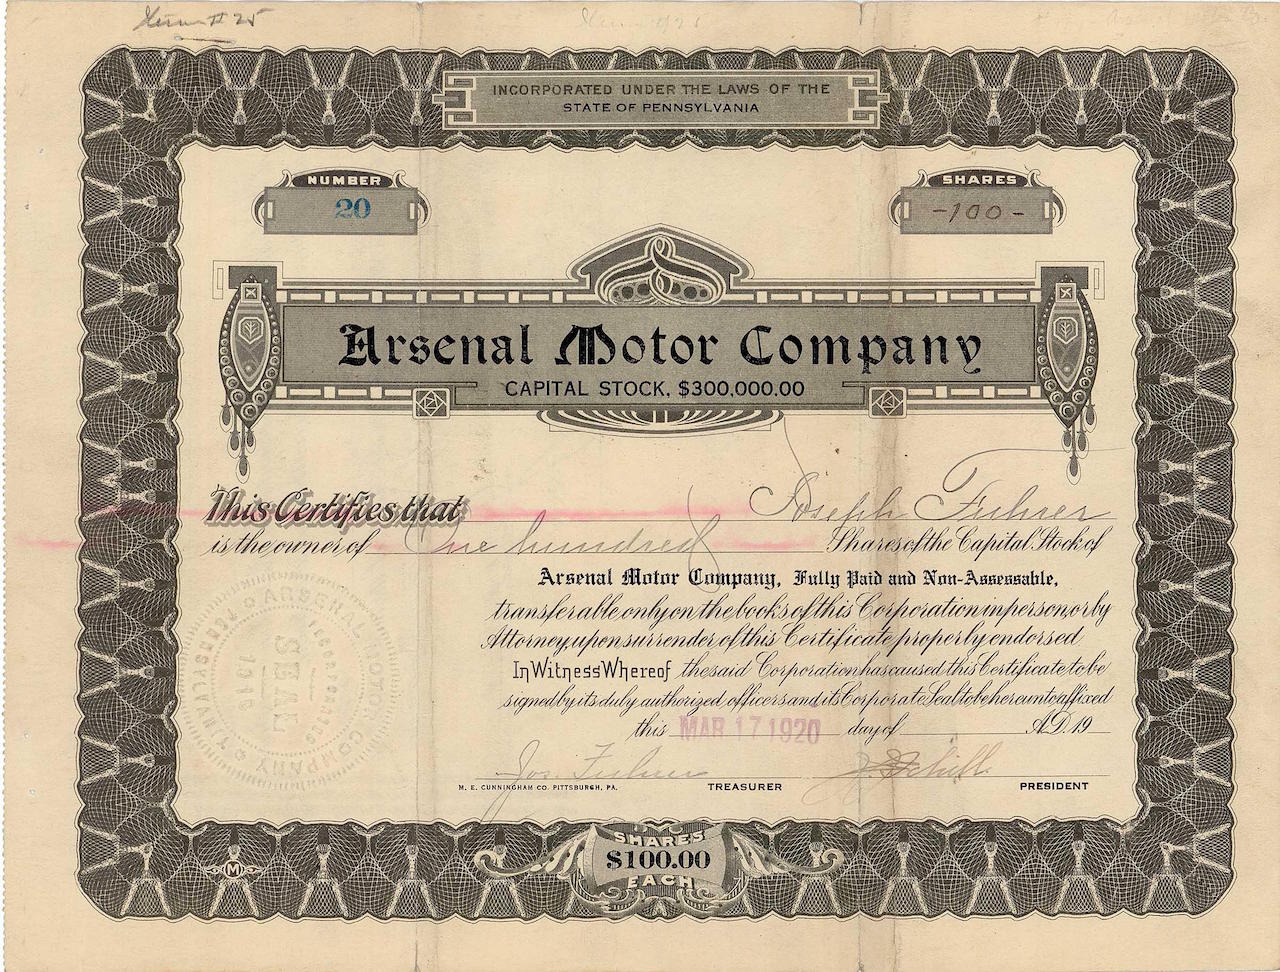 # 25
INCORPORATED UNDER THE LAWS OF THE
STATE OF PENNSYLVANIA
NUMBER
20
SHARES
-100-
Arsenal Motor Company
CAPITAL STOCK, $300,000.00
This Certifies that Joseph Fuhrer
is the owner of One hundred Shares of the Capital Stock of
Arsenal Motor Company, Fully Paid and Non-Assessable,
transferable only on the books of this Corporation in person, or by
Attorney, upon surrender of this Certificate properly endorsed
In Witness Whereof the said Corporation has caused this Certificate to be
signed by its duly authorized officers and its Corporate Seal to be hereunto affixed
this MAR 17 1920 day of A.D. 19
ARSENAL MOTOR COMPANY
PENNSYLVANIA
INCORPORATED
SEAL
Jos. Fuhrer
M. E. CUNNINGHAM CO. PITTSBURGH, PA.
TREASURER
PRESIDENT
SHARES
$100.00
EACH
M